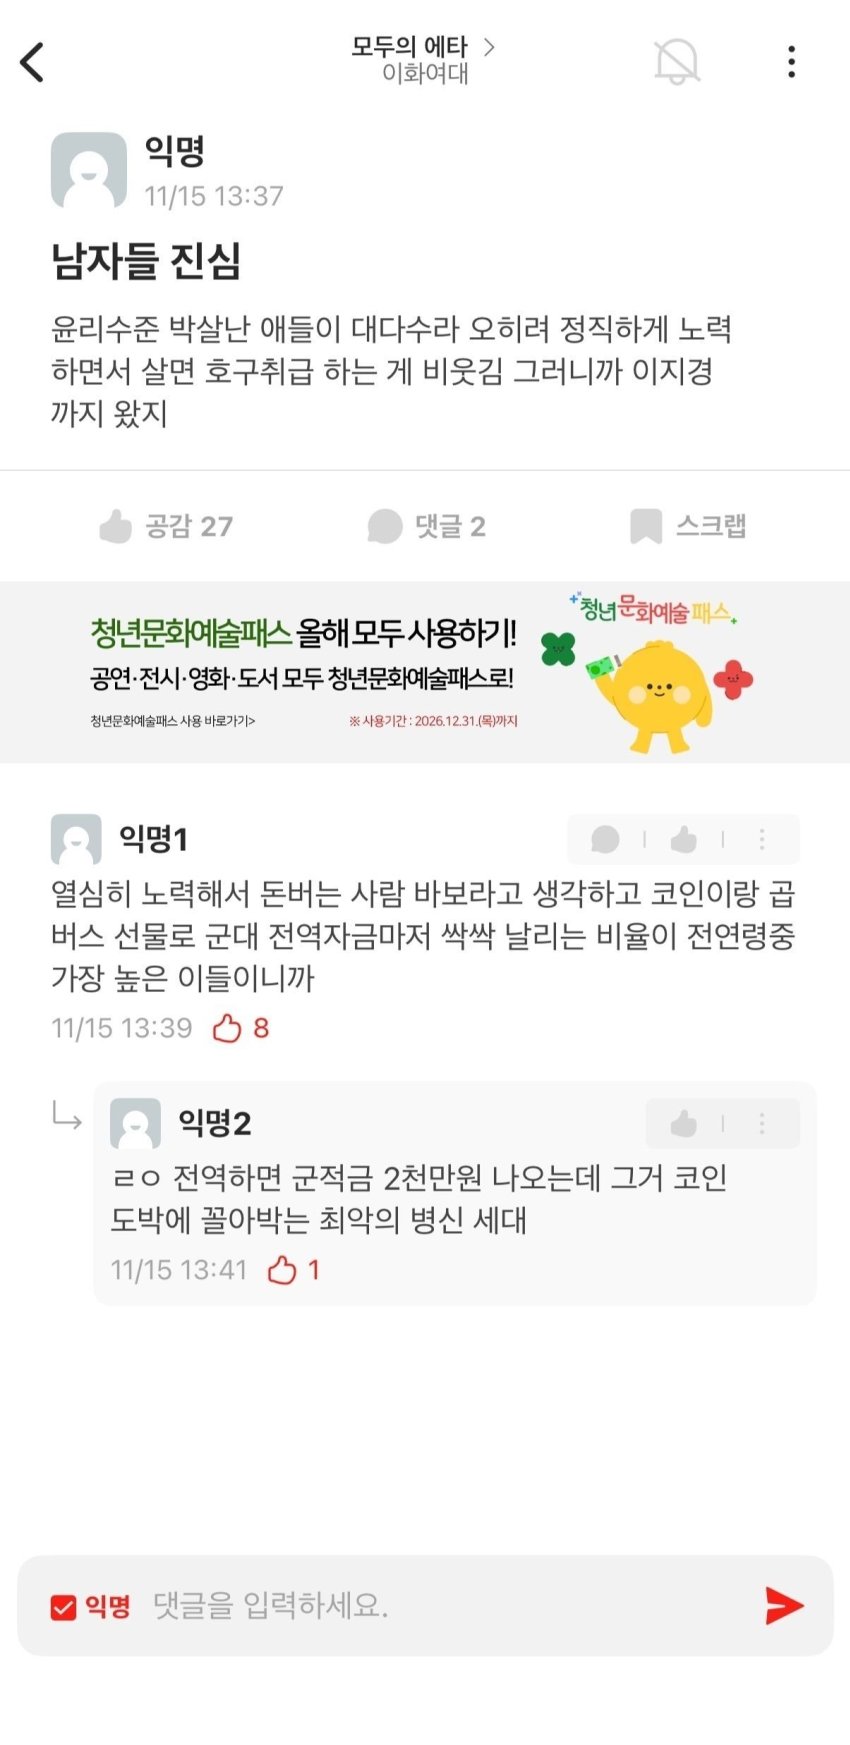 모두의 에타
이화여대
익명
11/15 13:37
남자들 진심
윤리수준 박살난 애들이 대다수라 오히려 정직하게 노력
하면서 살면 호구취급 하는 게 비웃김 그러니까 이지경
까지 왔지
공감 27
댓글 2
스크랩
청년문화예술패스 올해 모두 사용하기!
공연·전시·영화·도서 모두 청년문화예술패스로!
청년문화예술패스 사용 바로가기>
※ 사용기간 : 2026.12.31.(목)까지
청년문화예술패스
익명1
열심히 노력해서 돈버는 사람 바보라고 생각하고 코인이랑 곱
버스 선물로 군대 전역자금마저 싹싹 날리는 비율이 전연령중
가장 높은 이들이니까
11/15 13:39 8
익명2
ㄹㅇ 전역하면 군적금 2천만원 나오는데 그거 코인
도박에 꼴아박는 최악의 병신 세대
11/15 13:41 1
익명 댓글을 입력하세요.